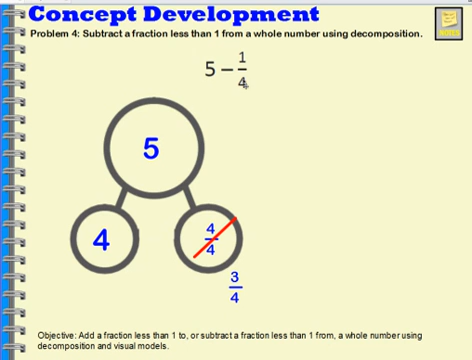 Concept Development
Problem 4: Subtract a fraction less than 1 from a whole number using decomposition.
5 − 1/4
5
4
4/4
3/4
Objective: Add a fraction less than 1 to, or subtract a fraction less than 1 from, a whole number using
decomposition and visual models.